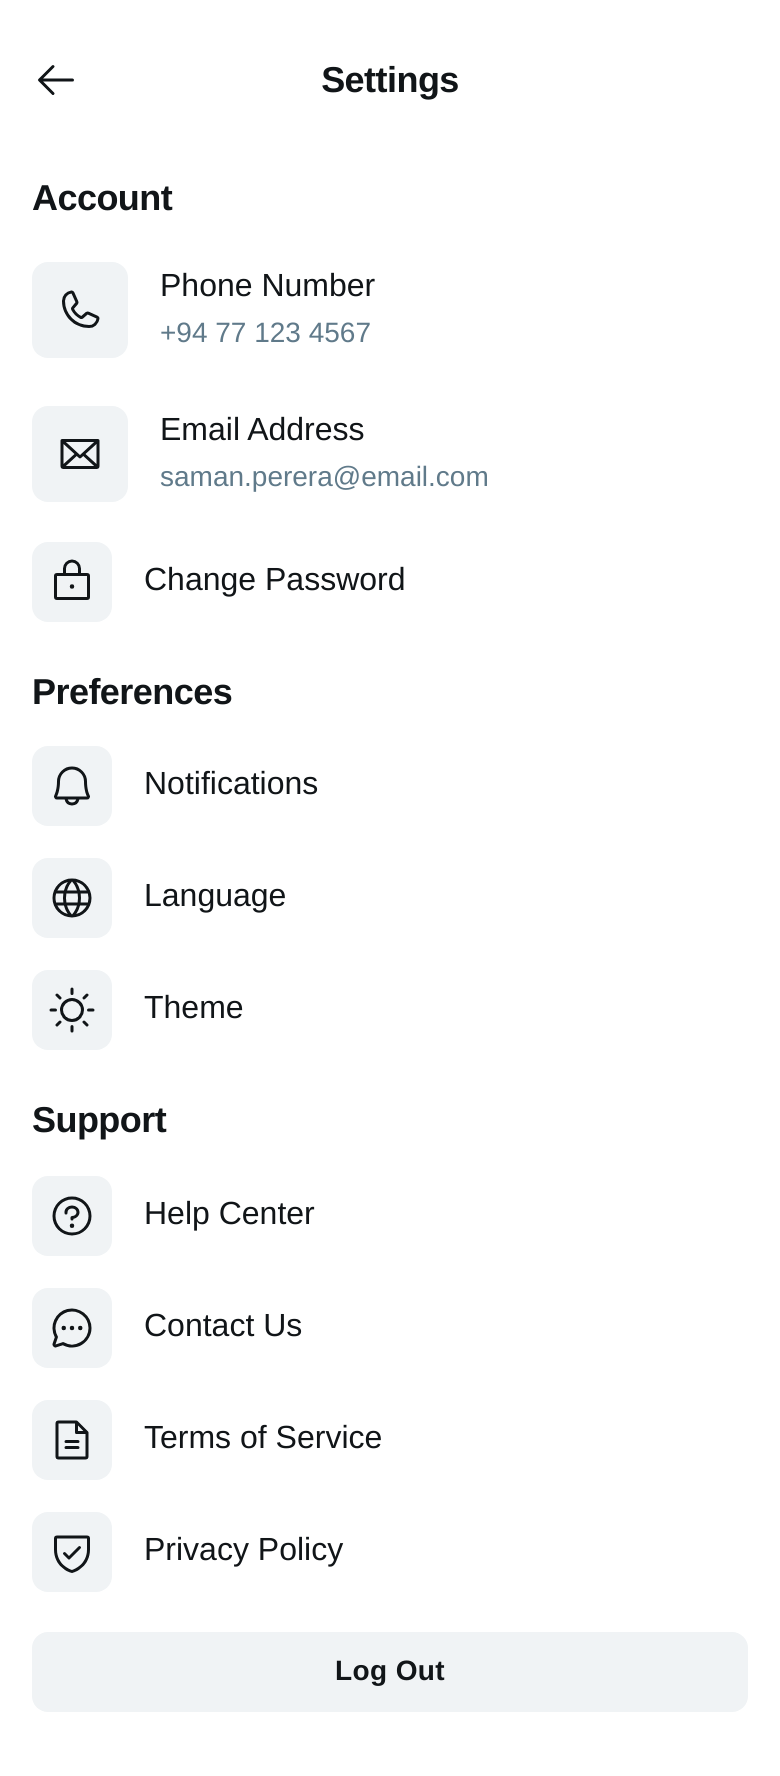 Settings
Account
Phone Number
+94 77 123 4567
Email Address
saman.perera@email.com
Change Password
Preferences
Notifications
Language
Theme
Support
Help Center
Contact Us
Terms of Service
Privacy Policy
Log Out